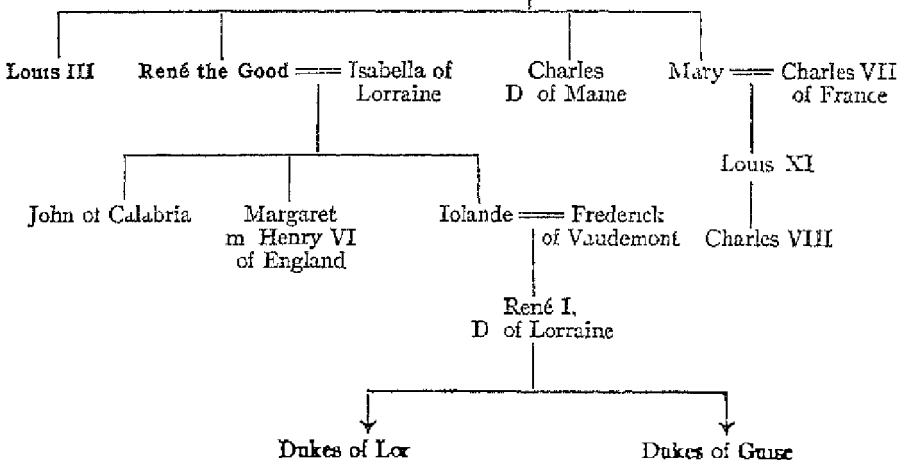 Louis III René the Good Isabella of Charles Mary Charles VII
Lorraine D of Maine of France
Louis XI
John of Calabria Margaret Iolande Frederick Charles VIII
m Henry VI of Vaudemont
of England
René I,
D of Lorraine
Dukes of Lor Dukes of Guise